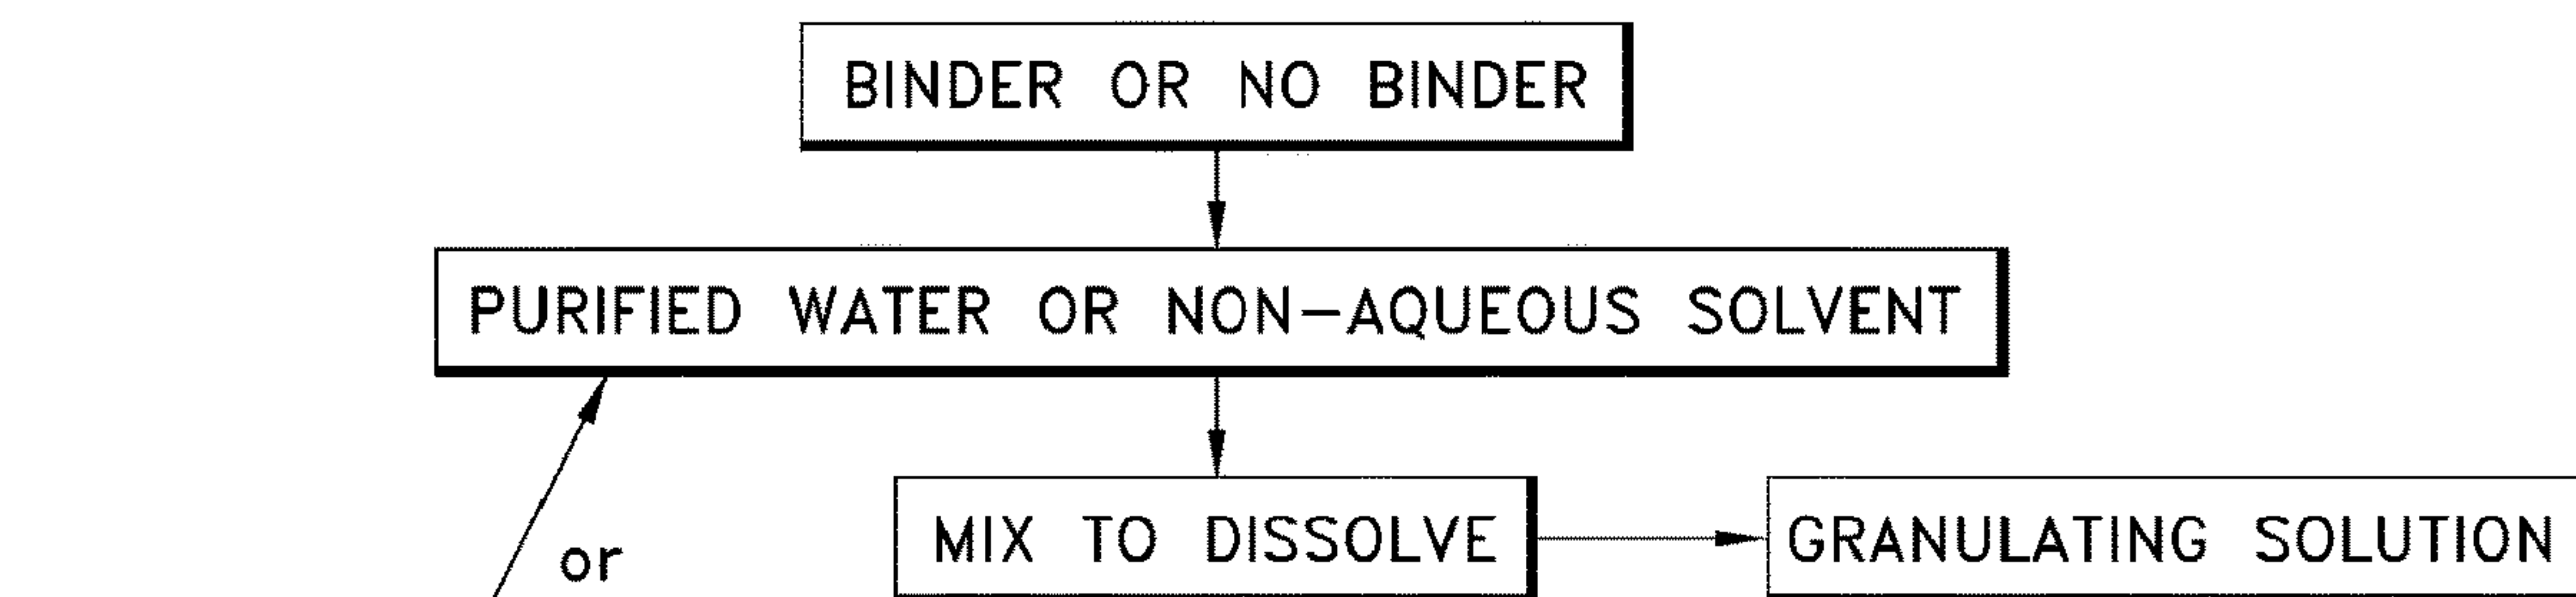 BINDER OR NO BINDER
PURIFIED WATER OR NON-AQUEOUS SOLVENT
MIX TO DISSOLVE
GRANULATING SOLUTION
or